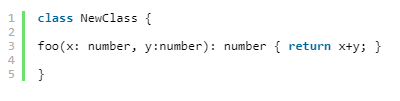 1 class NewClass {
2
3 foo(x: number, y:number): number { return x+y; }
4
5 }